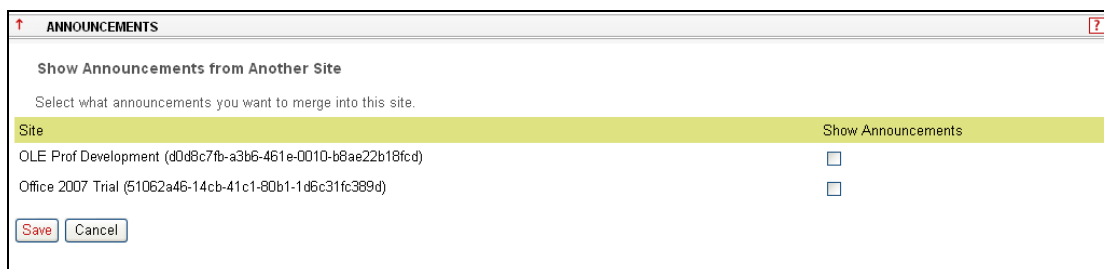 ANNOUNCEMENTS ?
Show Announcements from Another Site
Select what announcements you want to merge into this site.
Site Show Announcements
OLE Prof Development (d0d8c7fb-a3b6-461e-0010-b8ae22b18fcd)
Office 2007 Trial (51062a46-14cb-41c1-80b1-1d6c31fc389d)
Save Cancel